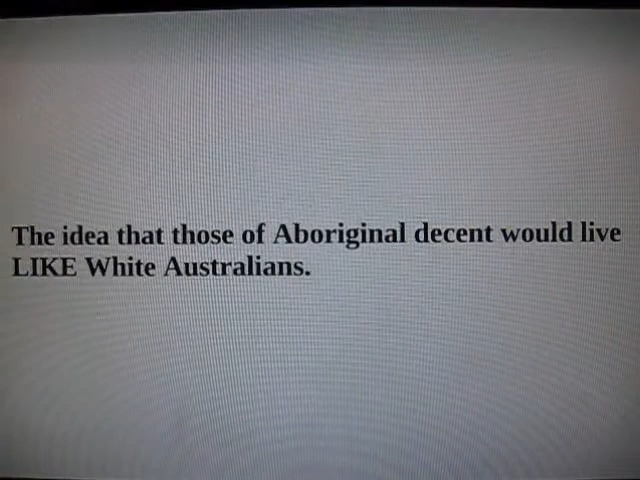 The idea that those of Aboriginal decent would live
LIKE White Australians.